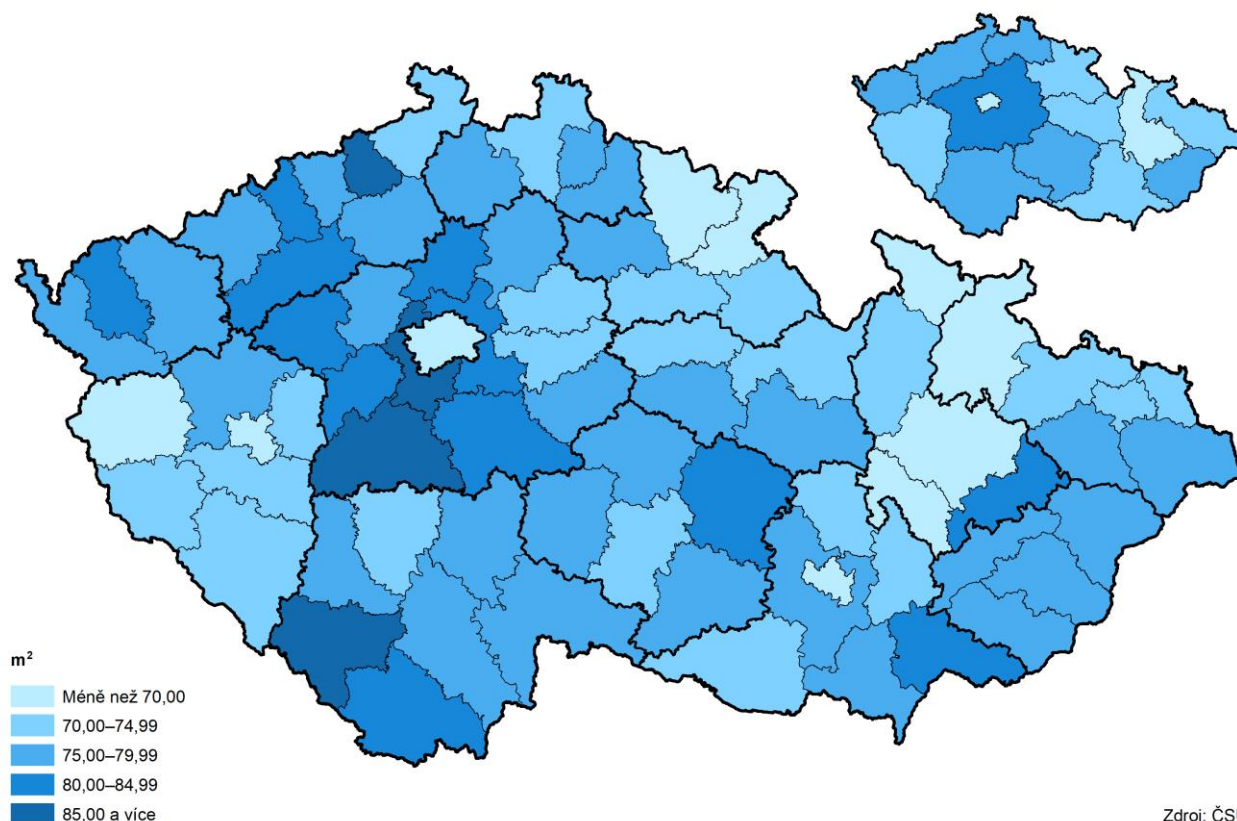 m²
Méně než 70,00
70,00–74,99
75,00–79,99
80,00–84,99
85,00 a více
Zdroj: